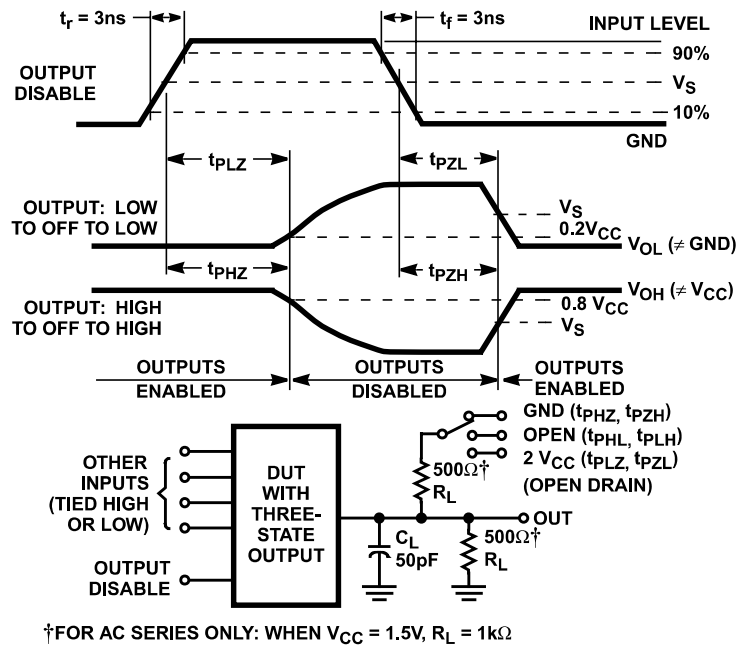 tr = 3ns
tf = 3ns
INPUT LEVEL
90%
OUTPUT
DISABLE
VS
10%
GND
tPLZ
tPZL
OUTPUT: LOW
TO OFF TO LOW
VS
0.2VCC
VOL (≠ GND)
tPHZ
tPZH
OUTPUT: HIGH
TO OFF TO HIGH
VOH (≠ VCC)
0.8 VCC
VS
OUTPUTS
ENABLED
OUTPUTS
DISABLED
OUTPUTS
ENABLED
GND (tPHZ, tPZH)
OPEN (tPHL, tPLH)
2 VCC (tPLZ, tPZL)
(OPEN DRAIN)
OTHER
INPUTS
(TIED HIGH
OR LOW)
DUT
WITH
THREE-
STATE
OUTPUT
500Ω†
RL
OUT
CL
50pF
500Ω†
RL
OUTPUT
DISABLE
†FOR AC SERIES ONLY: WHEN VCC = 1.5V, RL = 1kΩ